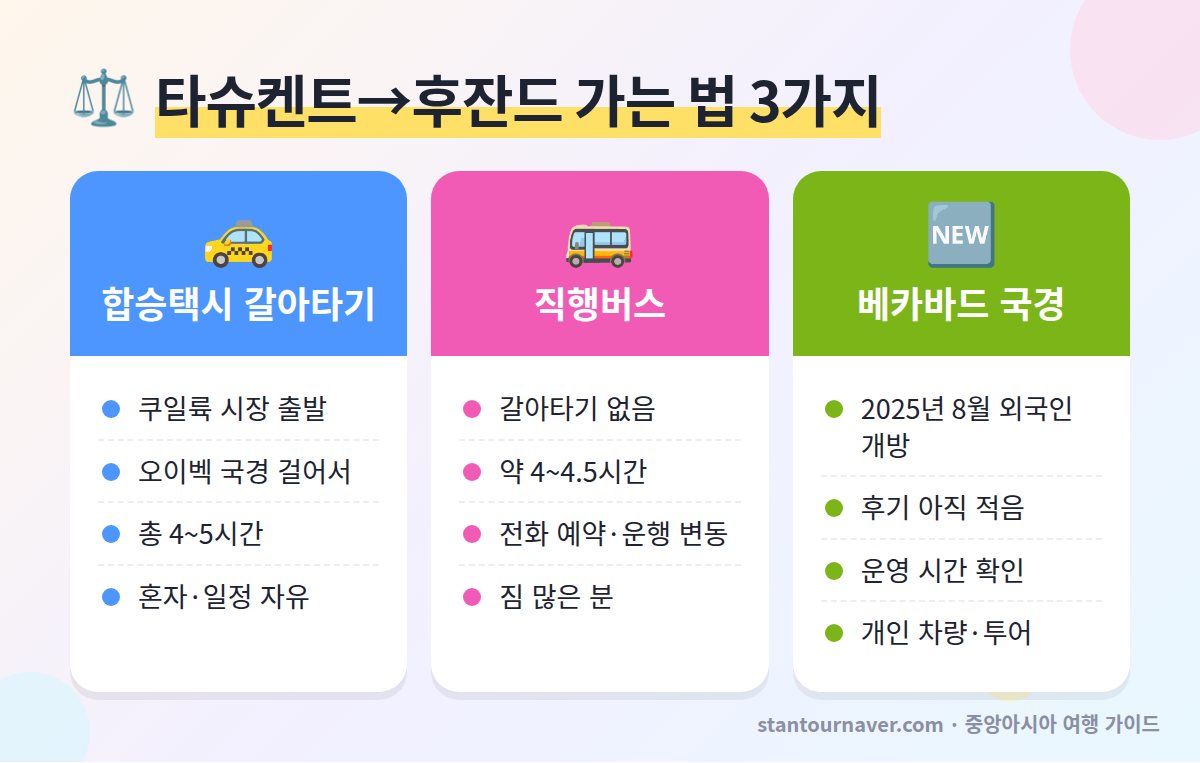 타슈켄트→후잔드 가는 법 3가지
NEW
합승택시 갈아타기
직행버스
베카바드 국경
쿠일륙 시장 출발
오이벡 국경 걸어서
총 4~5시간
혼자·일정 자유
갈아타기 없음
약 4~4.5시간
전화 예약·운행 변동
짐 많은 분
2025년 8월 외국인
개방
후기 아직 적음
운영 시간 확인
개인 차량·투어
stantournaver.com · 중앙아시아 여행 가이드